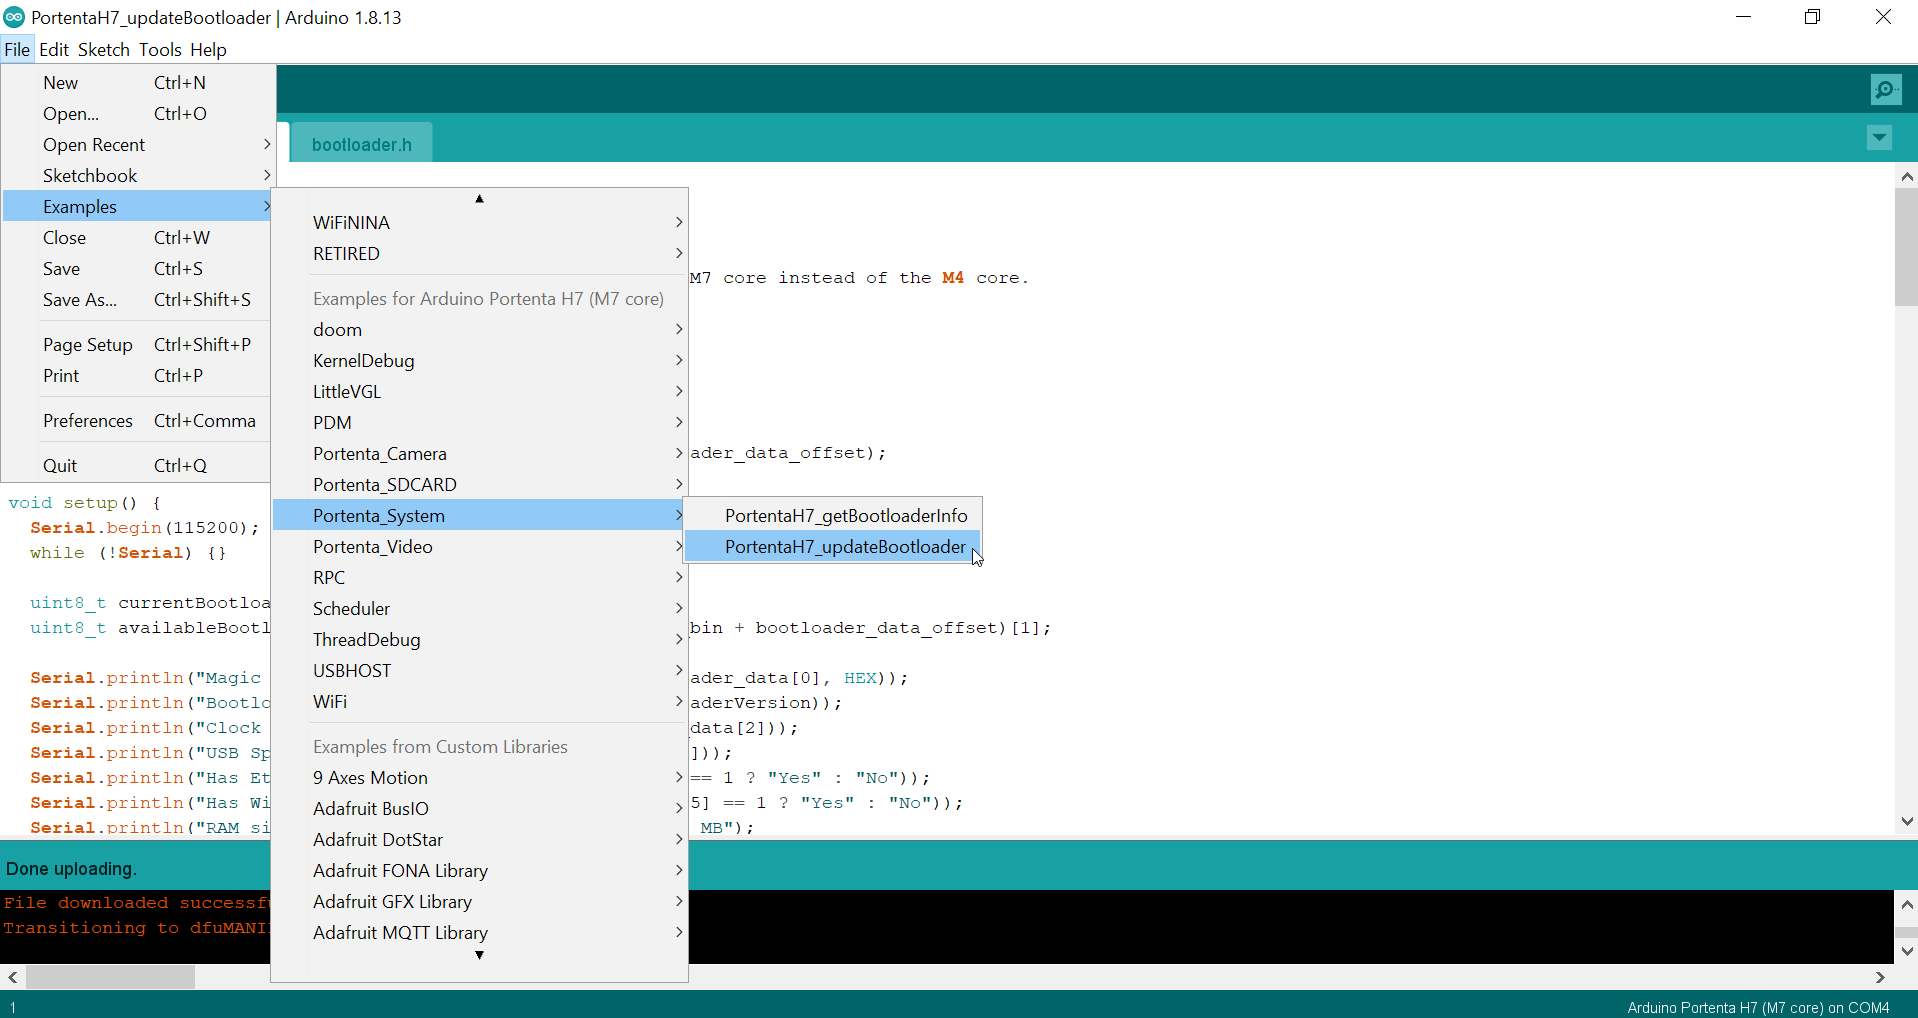 PortentaH7_updateBootloader | Arduino 1.8.13
File Edit Sketch Tools Help
New Ctrl+N
Open... Ctrl+O
Open Recent
Sketchbook
Examples
Close Ctrl+W
Save Ctrl+S
Save As... Ctrl+Shift+S
Page Setup Ctrl+Shift+P
Print Ctrl+P
Preferences Ctrl+Comma
Quit Ctrl+Q
bootloader.h
WiFiNINA
RETIRED
Examples for Arduino Portenta H7 (M7 core)
doom
KernelDebug
LittleVGL
PDM
Portenta_Camera
Portenta_SDCARD
Portenta_System
Portenta_Video
RPC
Scheduler
ThreadDebug
USBHOST
WiFi
Examples from Custom Libraries
9 Axes Motion
Adafruit BusIO
Adafruit DotStar
Adafruit FONA Library
Adafruit GFX Library
Adafruit MQTT Library
PortentaH7_getBootloaderInfo
PortentaH7_updateBootloader
M7 core instead of the M4 core.
ader_data_offset);
void setup() {
Serial.begin(115200);
while (!Serial) {}
uint8_t currentBootloa
uint8_t availableBootl bin + bootloader_data_offset)[1];
Serial.println("Magic ader_data[0], HEX));
Serial.println("Bootlo aderVersion));
Serial.println("Clock data[2]));
Serial.println("USB Sp ]));
Serial.println("Has Et == 1 ? "Yes" : "No"));
Serial.println("Has Wi 5] == 1 ? "Yes" : "No"));
Serial.println("RAM si MB");
Done uploading.
File downloaded successfu
Transitioning to dfuMANI
1 Arduino Portenta H7 (M7 core) on COM4